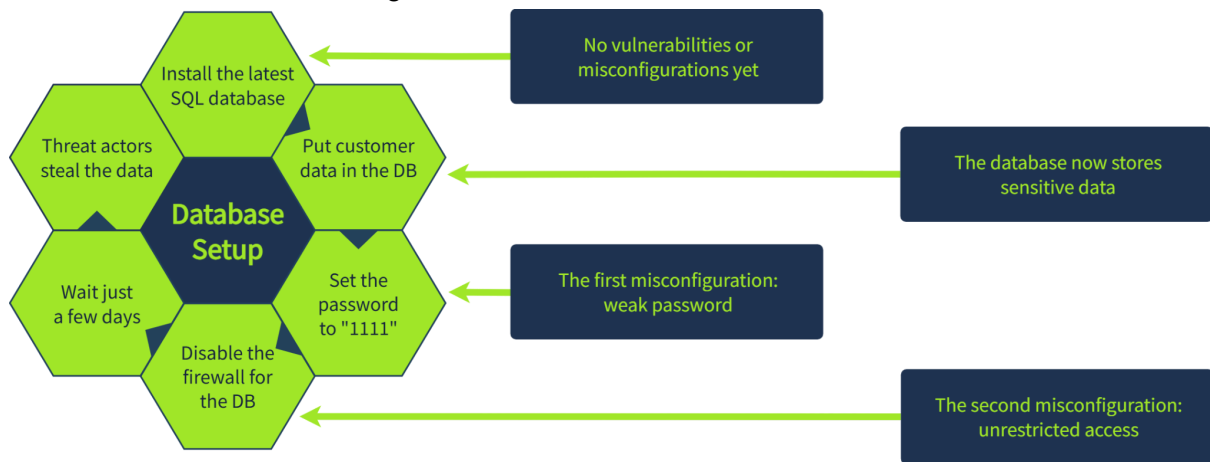 Install the latest
SQL database
Put customer
data in the DB
Set the
password
to "1111"
Disable the
firewall for
the DB
Wait just
a few days
Threat actors
steal the data
Database
Setup
No vulnerabilities or
misconfigurations yet
The database now stores
sensitive data
The first misconfiguration:
weak password
The second misconfiguration:
unrestricted access